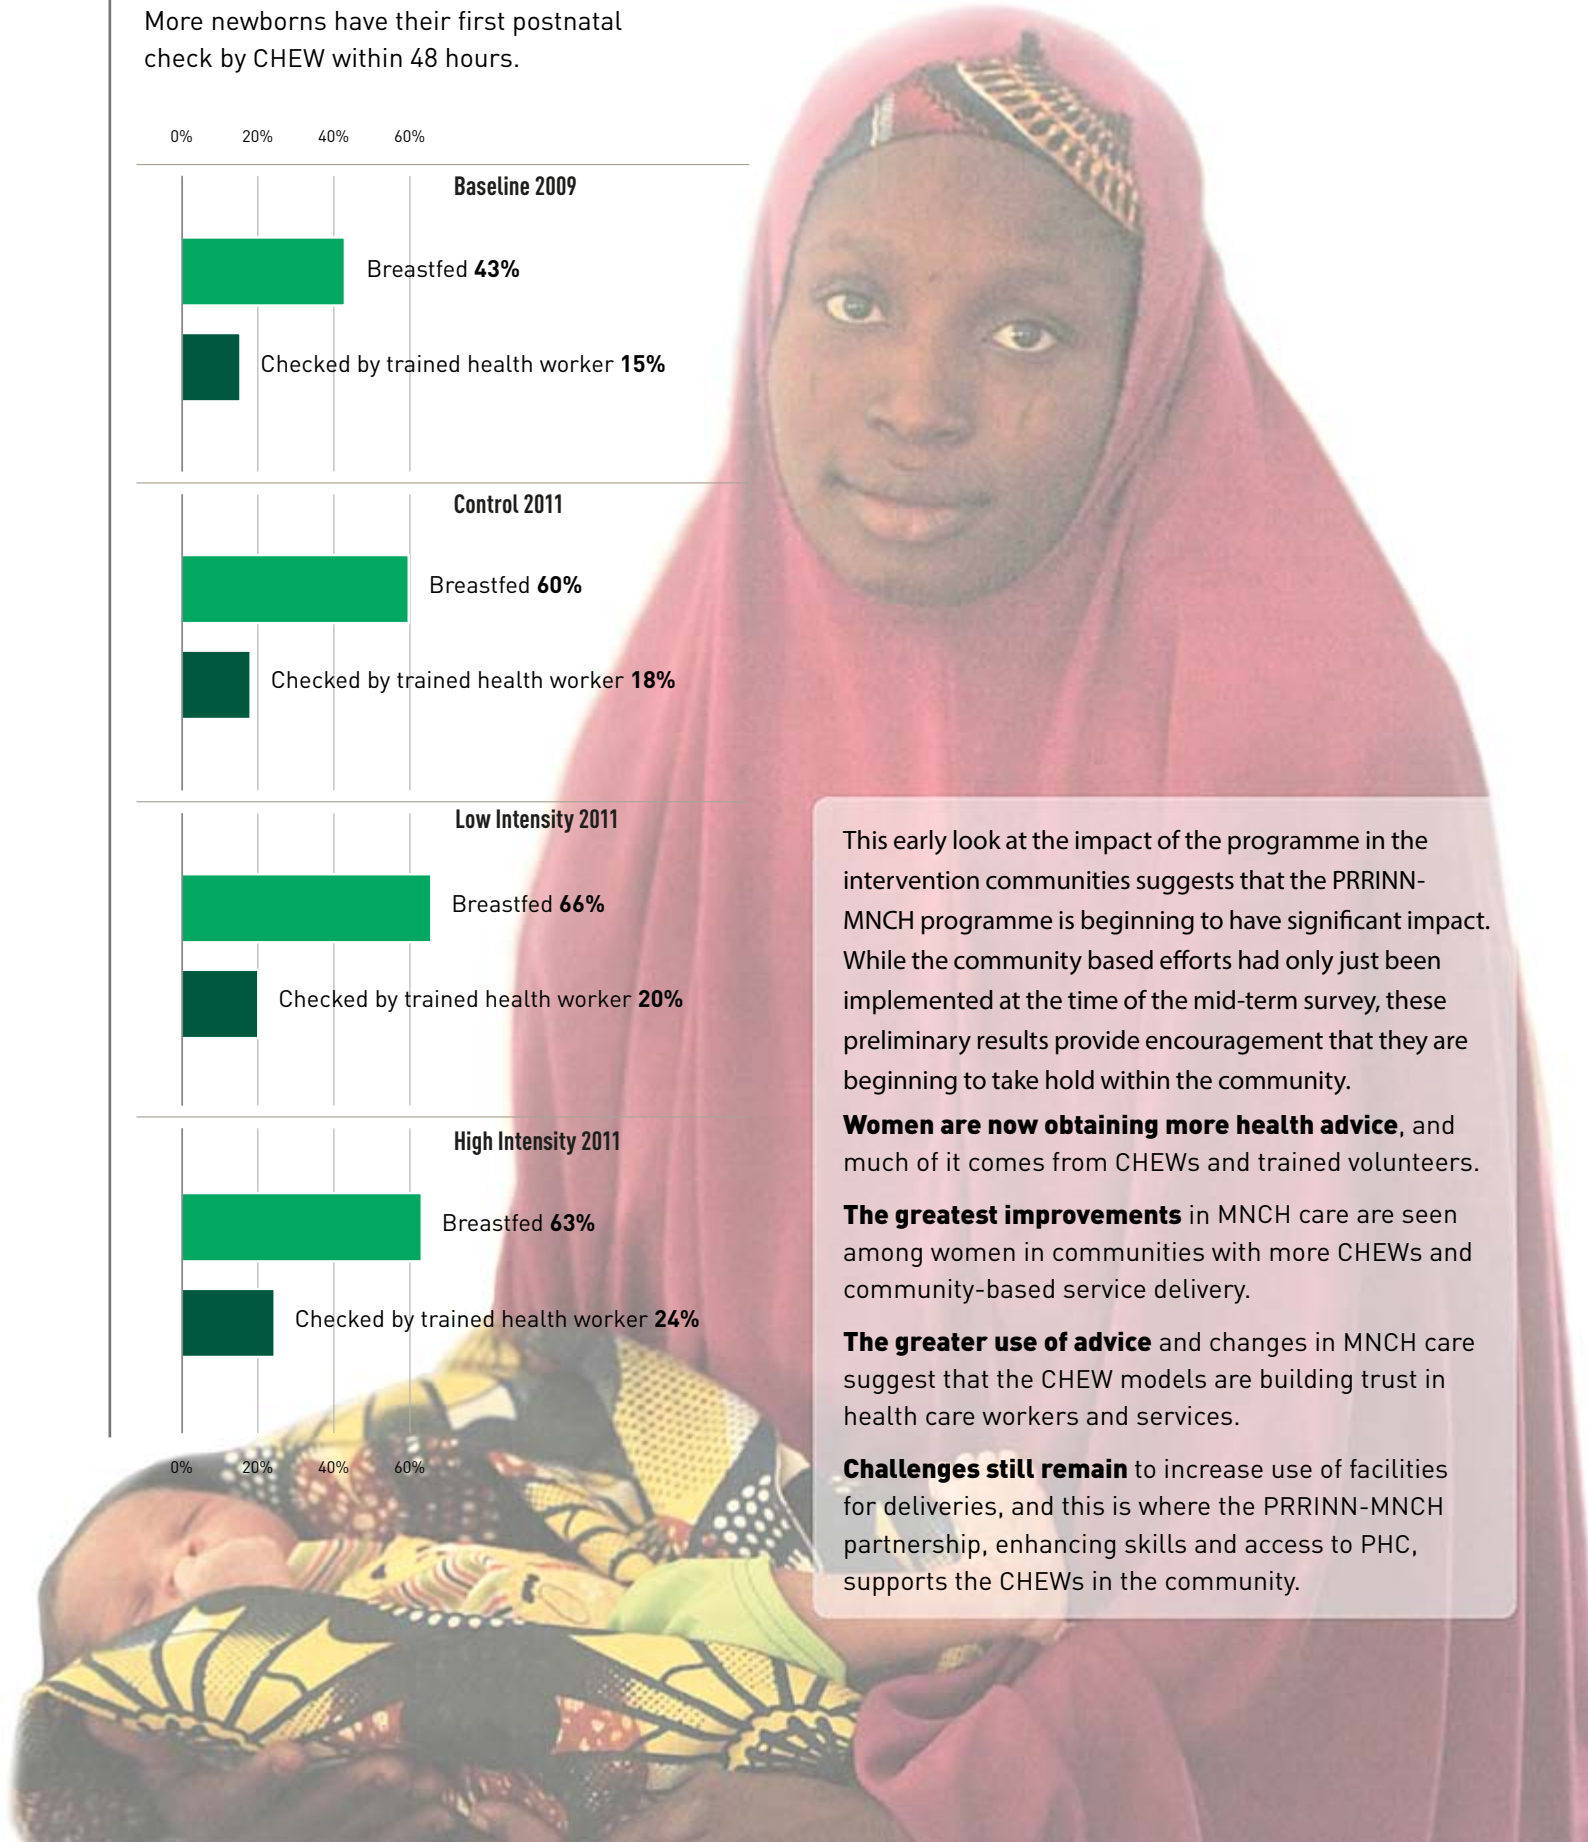 More newborns have their first postnatal
check by CHEW within 48 hours.
0% 20% 40% 60%
Baseline 2009
Breastfed 43%
Checked by trained health worker 15%
Control 2011
Breastfed 60%
Checked by trained health worker 18%
Low Intensity 2011
Breastfed 66%
Checked by trained health worker 20%
High Intensity 2011
Breastfed 63%
Checked by trained health worker 24%
0% 20% 40% 60%
This early look at the impact of the programme in the
intervention communities suggests that the PRRINN-
MNCH programme is beginning to have significant impact.
While the community based efforts had only just been
implemented at the time of the mid-term survey, these
preliminary results provide encouragement that they are
beginning to take hold within the community.
Women are now obtaining more health advice, and
much of it comes from CHEWs and trained volunteers.
The greatest improvements in MNCH care are seen
among women in communities with more CHEWs and
community-based service delivery.
The greater use of advice and changes in MNCH care
suggest that the CHEW models are building trust in
health care workers and services.
Challenges still remain to increase use of facilities
for deliveries, and this is where the PRRINN-MNCH
partnership, enhancing skills and access to PHC,
supports the CHEWs in the community.